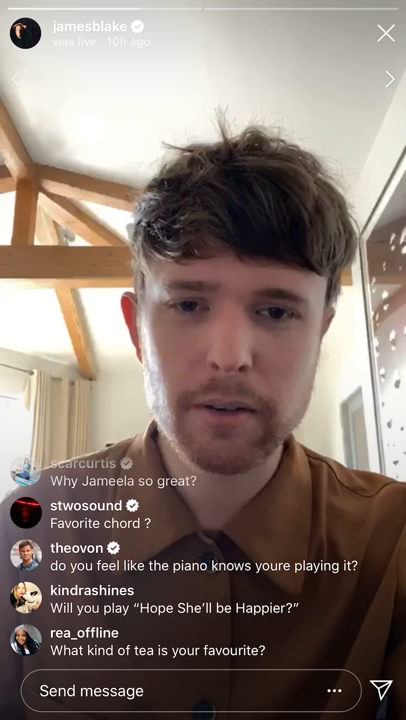 jamesblake
was live · 10h ago
scarcurtis
Why Jameela so great?
stwosound
Favorite chord ?
theovon
do you feel like the piano knows youre playing it?
kindrashines
Will you play “Hope She’ll be Happier?”
rea_offline
What kind of tea is your favourite?
Send message